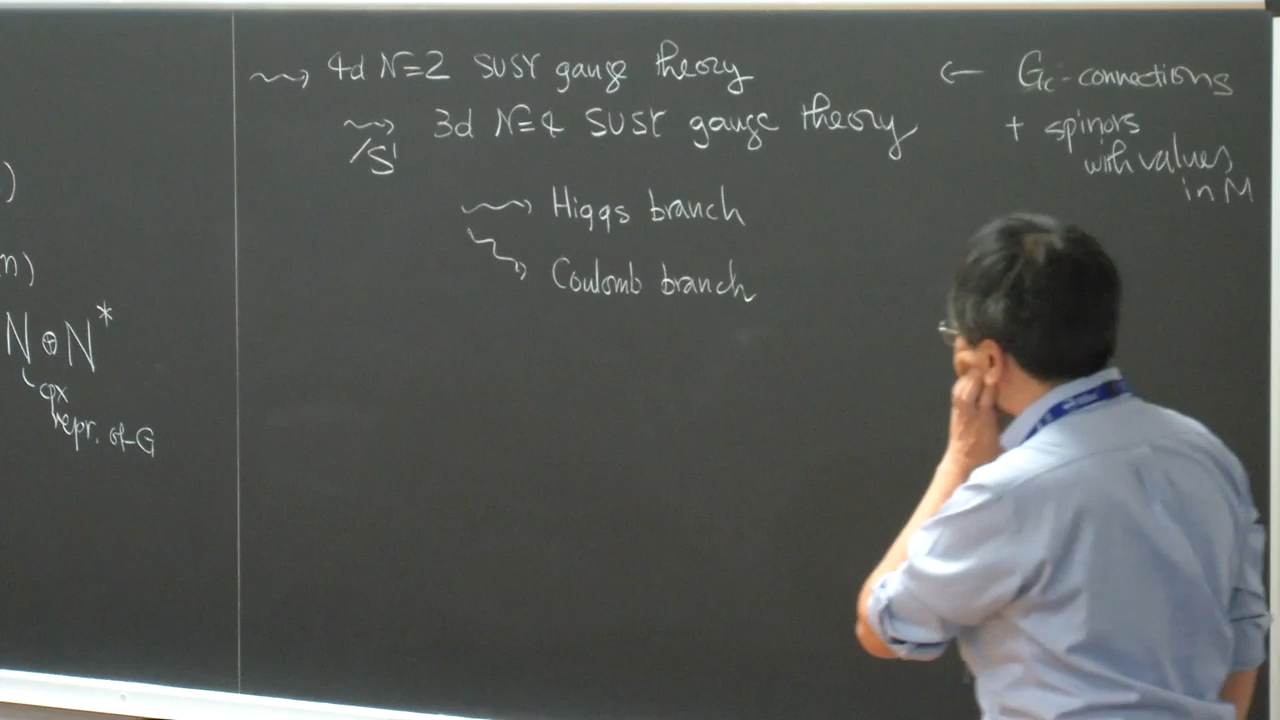 )
n)
N⊕N*
cpx
repr. of G
⇝ 4d N=2 SUSY gauge theory
⇝ 3d N=4 SUSY gauge theory
/S¹
⇝ Higgs branch
Coulomb branch
← Gc-connections
+ spinors
with values
in M